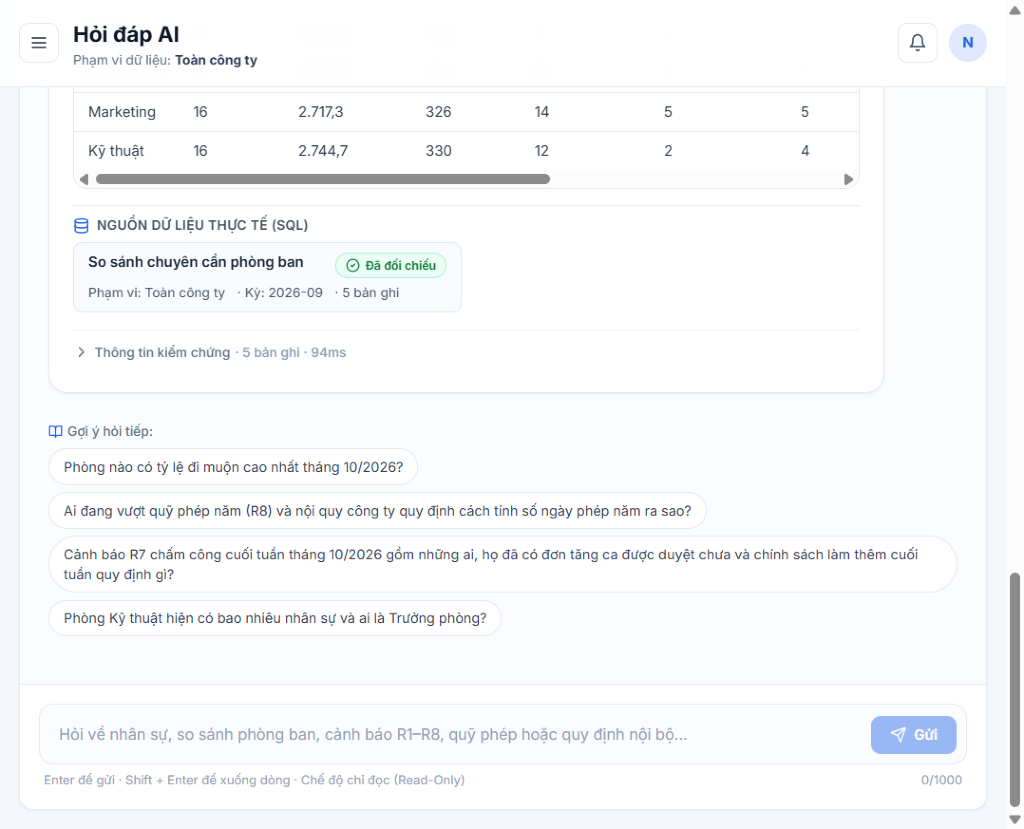 Hỏi đáp AI
Phạm vi dữ liệu: Toàn công ty
N
Marketing 16 2.717,3 326 14 5 5
Kỹ thuật 16 2.744,7 330 12 2 4
NGUỒN DỮ LIỆU THỰC TẾ (SQL)
So sánh chuyên cần phòng ban
Đã đối chiếu
Phạm vi: Toàn công ty · Kỳ: 2026-09 · 5 bản ghi
Thông tin kiểm chứng · 5 bản ghi · 94ms
Gợi ý hỏi tiếp:
Phòng nào có tỷ lệ đi muộn cao nhất tháng 10/2026?
Ai đang vượt quỹ phép năm (R8) và nội quy công ty quy định cách tính số ngày phép năm ra sao?
Cảnh báo R7 chấm công cuối tuần tháng 10/2026 gồm những ai, họ đã có đơn tăng ca được duyệt chưa và chính sách làm thêm cuối
tuần quy định gì?
Phòng Kỹ thuật hiện có bao nhiêu nhân sự và ai là Trưởng phòng?
Hỏi về nhân sự, so sánh phòng ban, cảnh báo R1–R8, quỹ phép hoặc quy định nội bộ...
Gửi
Enter để gửi · Shift + Enter để xuống dòng · Chế độ chỉ đọc (Read-Only)
0/1000